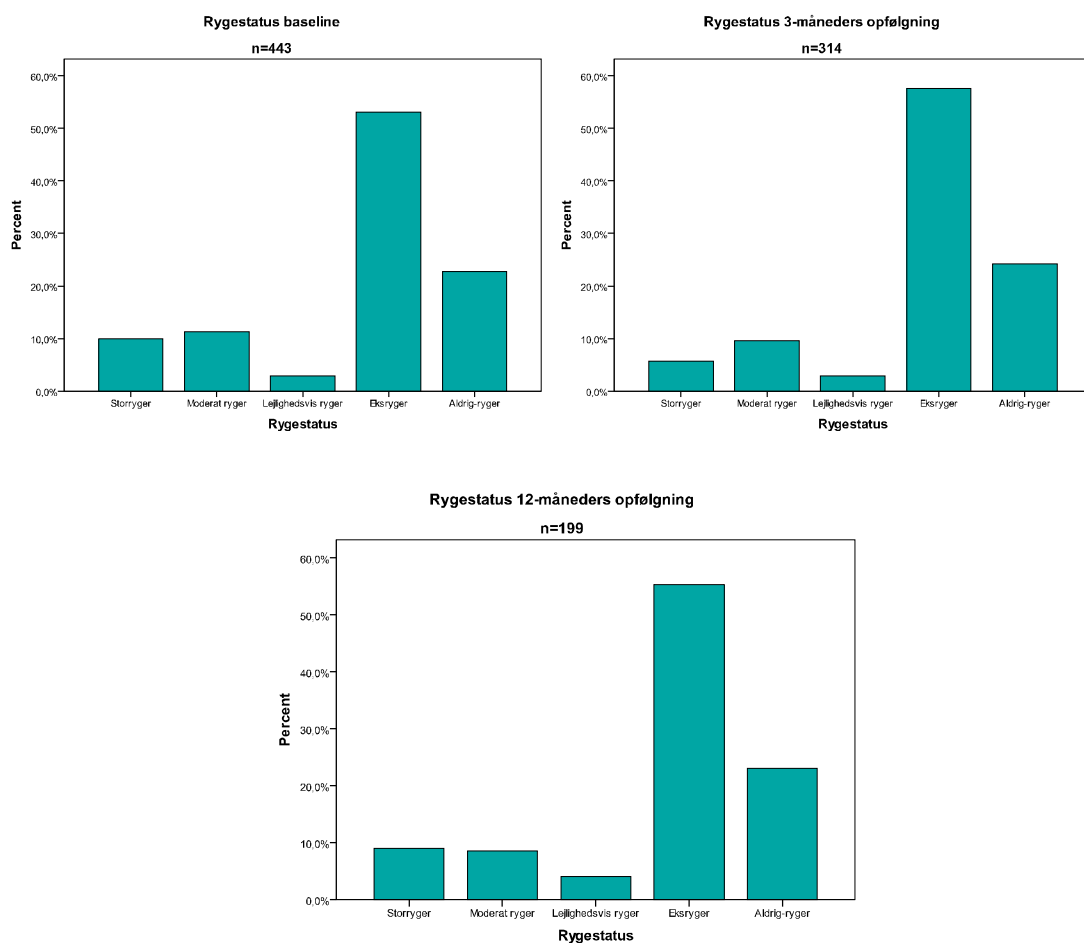 Rygestatus baseline
n=443
60,0%
50,0%
40,0%
30,0%
20,0%
10,0%
0,0%
Percent
Storryger Moderat ryger Lejlighedsvis ryger Eksryger Aldrig-ryger
Rygestatus
Rygestatus 3-måneders opfølgning
n=314
60,0%
50,0%
40,0%
30,0%
20,0%
10,0%
0,0%
Percent
Storryger Moderat ryger Lejlighedsvis ryger Eksryger Aldrig-ryger
Rygestatus
Rygestatus 12-måneders opfølgning
n=199
60,0%
50,0%
40,0%
30,0%
20,0%
10,0%
0,0%
Percent
Storryger Moderat ryger Lejlighedsvis ryger Eksryger Aldrig-ryger
Rygestatus